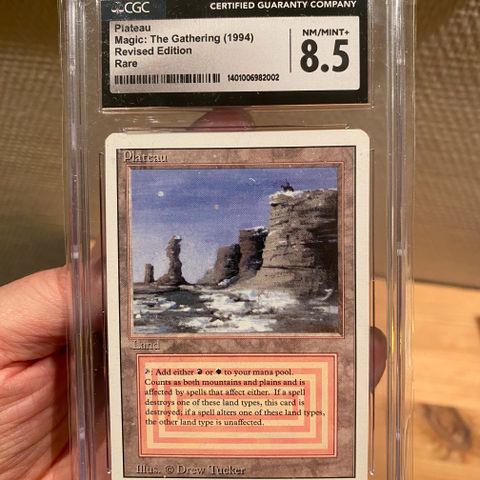 CGC
CERTIFIED GUARANTY COMPANY
Plateau
Magic: The Gathering (1994)
Revised Edition
Rare
NM/MINT+
8.5
1401006982002
Plateau
Land
: Add either or to your mana pool.
Counts as both mountains and plains and is
affected by spells that affect either. If a spell
destroys one of these land types, this card is
destroyed; if a spell alters one of these land types,
the other land type is unaffected.
Illus. © Drew Tucker